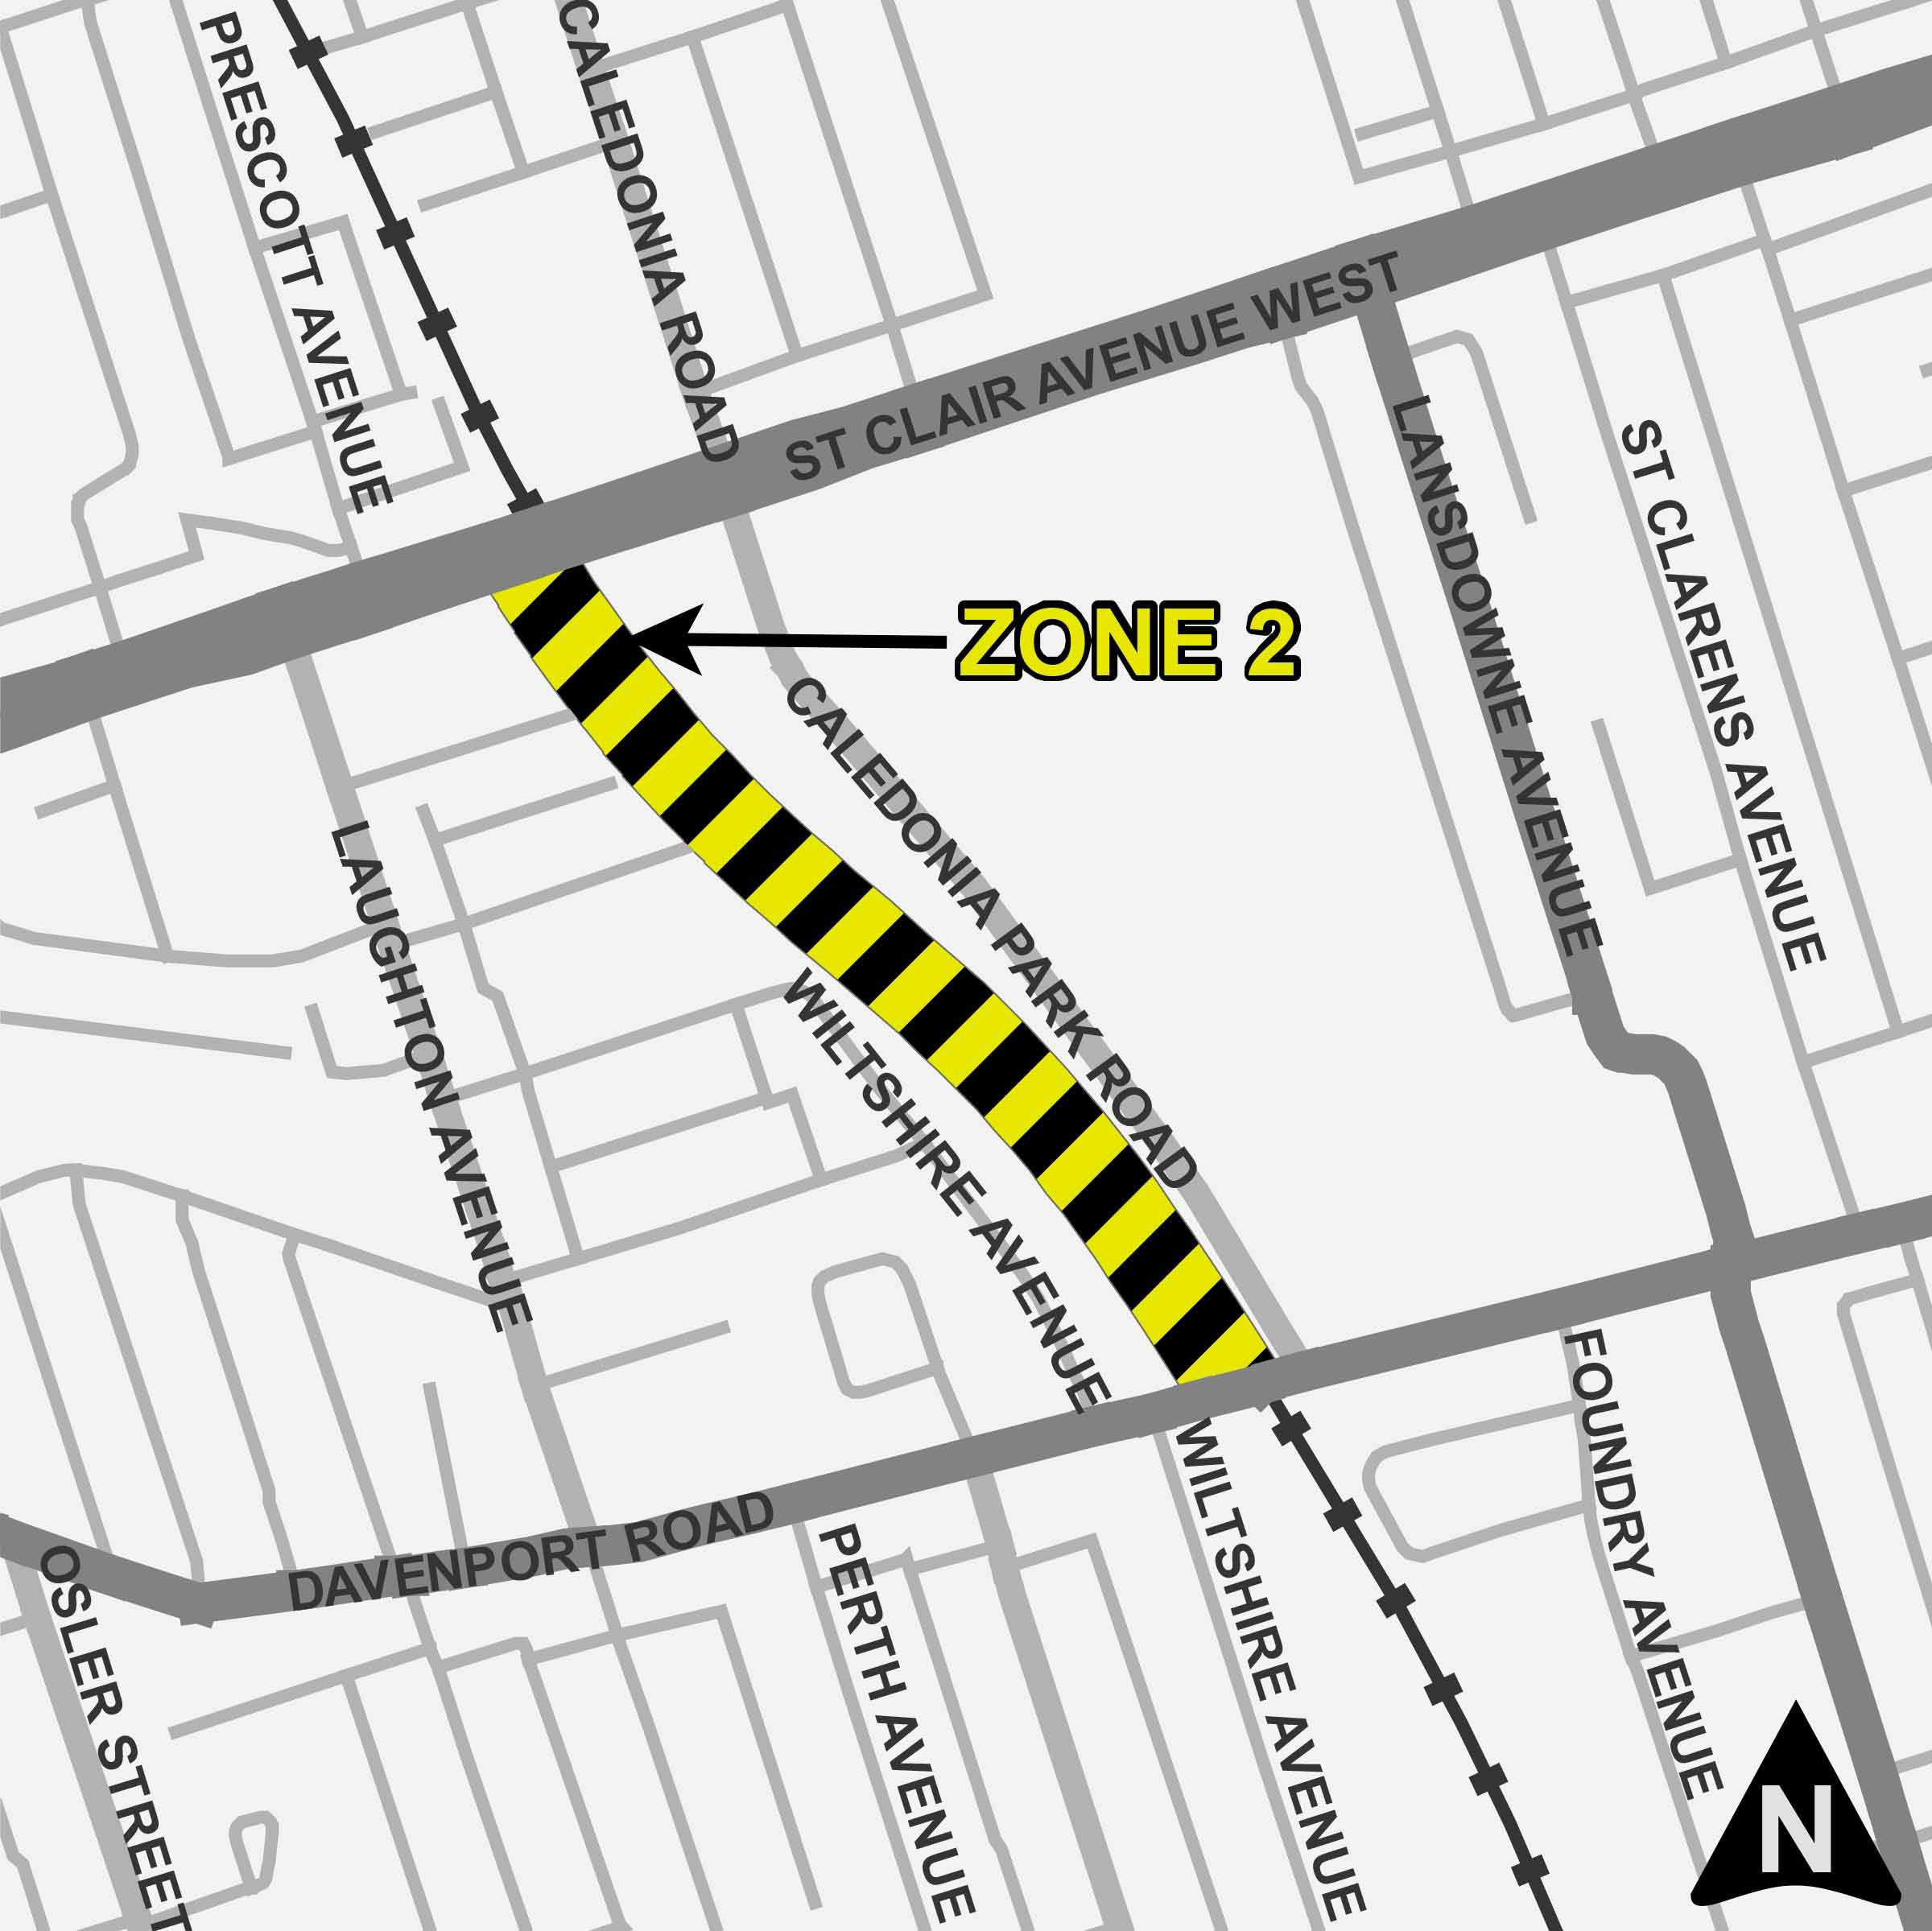 PRESCOTT AVENUE
CALEDONIA ROAD
ST CLAIR AVENUE WEST
LANSDOWNE AVENUE
ST CLARENS AVENUE
ZONE 2
CALEDONIA PARK ROAD
LAUGHTON AVENUE
WILTSHIRE AVENUE
FOUNDRY AVENUE
DAVENPORT ROAD
OSLER STREET
PERTH AVENUE
WILTSHIRE AVENUE
N